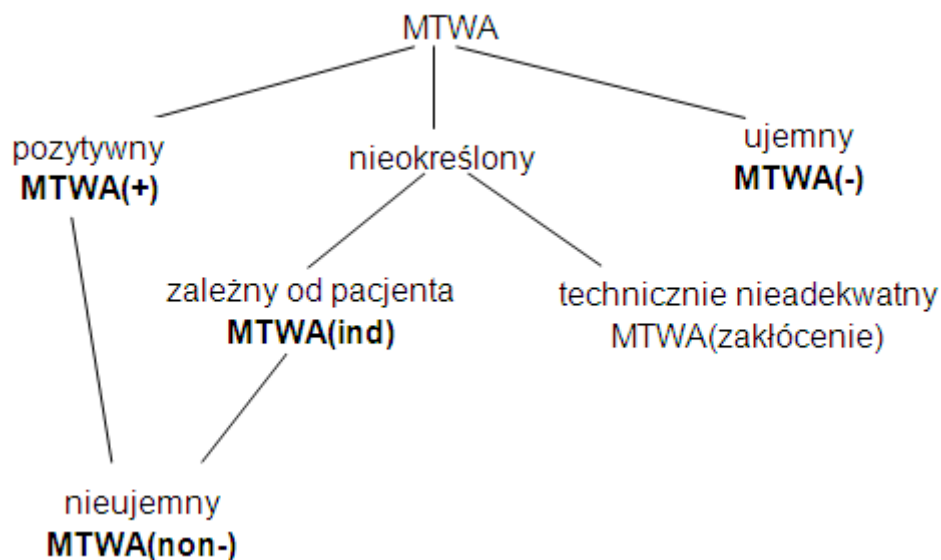 MTWA
pozytywny
MTWA(+)
nieokreślony
ujemny
MTWA(-)
zależny od pacjenta
MTWA(ind)
technicznie nieadekwatny
MTWA(zakłócenie)
nieujemny
MTWA(non-)